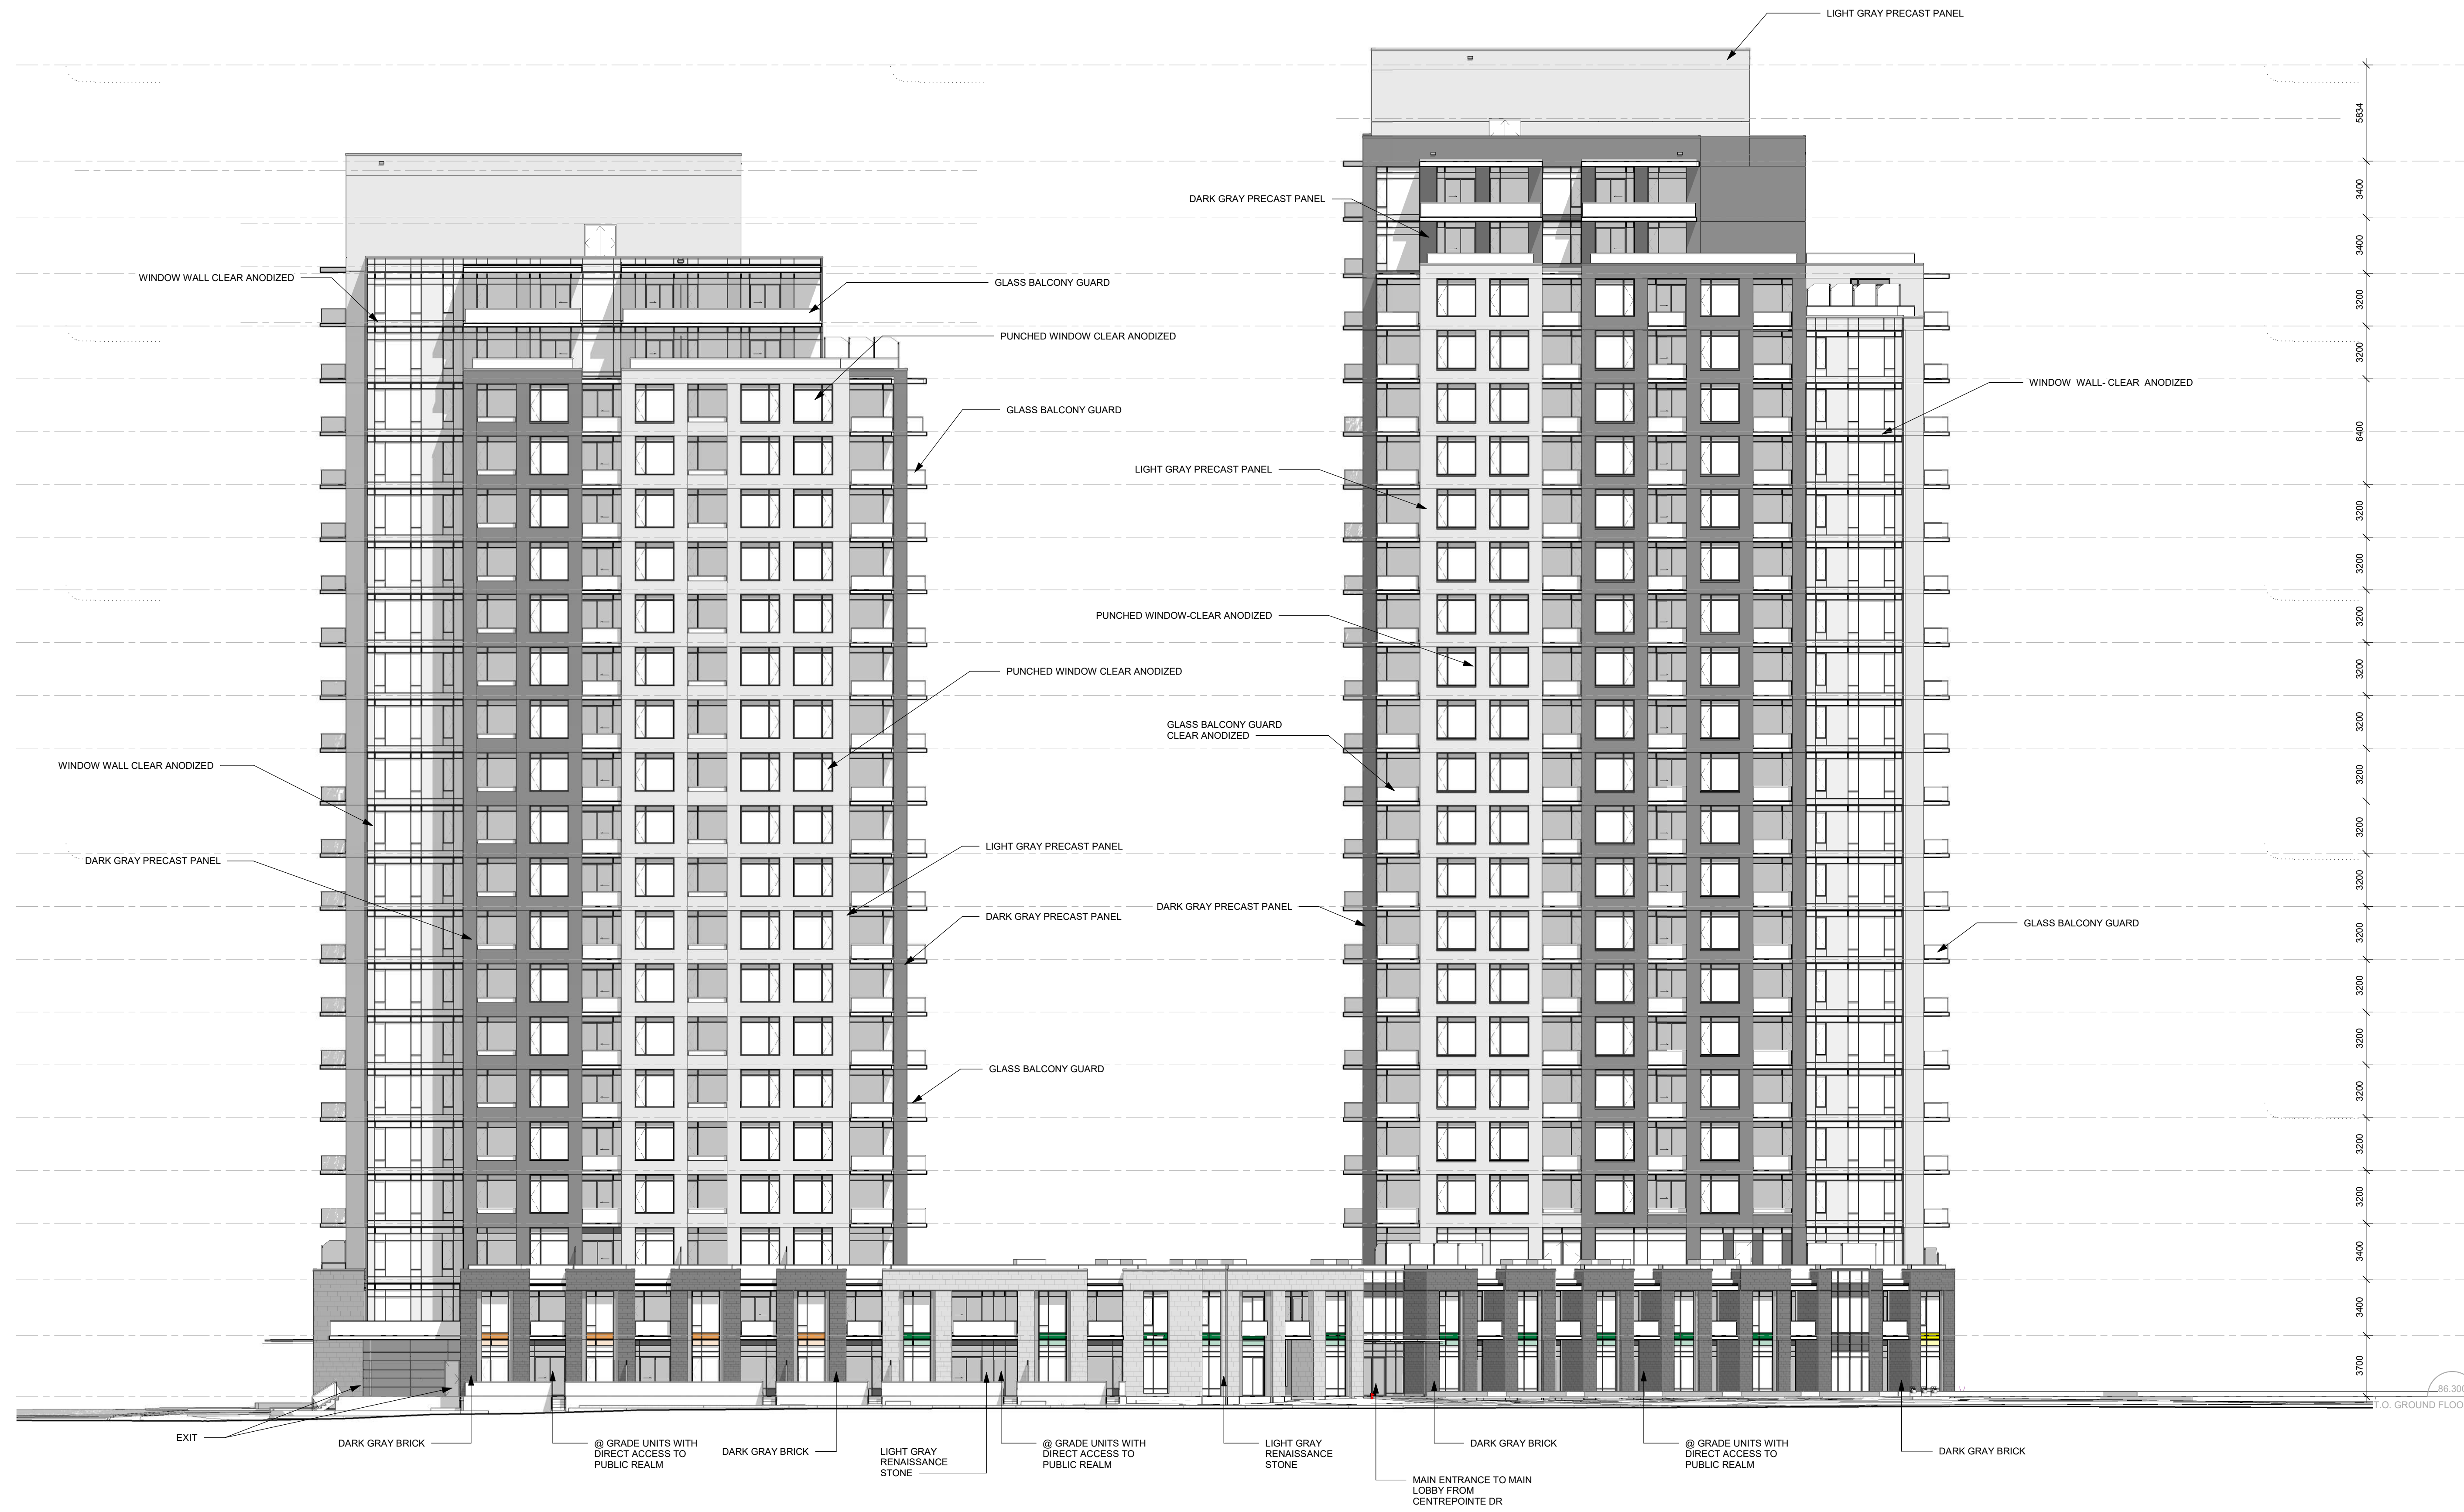 LIGHT GRAY PRECAST PANEL
5834
3400
DARK GRAY PRECAST PANEL
3400
WINDOW WALL CLEAR ANODIZED
GLASS BALCONY GUARD
3200
PUNCHED WINDOW CLEAR ANODIZED
3200
WINDOW WALL- CLEAR ANODIZED
GLASS BALCONY GUARD
6400
LIGHT GRAY PRECAST PANEL
3200
3200
PUNCHED WINDOW-CLEAR ANODIZED
3200
PUNCHED WINDOW CLEAR ANODIZED
3200
GLASS BALCONY GUARD
CLEAR ANODIZED
3200
WINDOW WALL CLEAR ANODIZED
3200
3200
LIGHT GRAY PRECAST PANEL
DARK GRAY PRECAST PANEL
3200
DARK GRAY PRECAST PANEL
DARK GRAY PRECAST PANEL
GLASS BALCONY GUARD
3200
3200
3200
GLASS BALCONY GUARD
3200
3200
3200
3400
3400
3700
86.300
T.O. GROUND FLOO
EXIT
DARK GRAY BRICK
@ GRADE UNITS WITH
DIRECT ACCESS TO
PUBLIC REALM
DARK GRAY BRICK
LIGHT GRAY
RENAISSANCE
STONE
@ GRADE UNITS WITH
DIRECT ACCESS TO
PUBLIC REALM
LIGHT GRAY
RENAISSANCE
STONE
MAIN ENTRANCE TO MAIN
LOBBY FROM
CENTREPOINTE DR
DARK GRAY BRICK
@ GRADE UNITS WITH
DIRECT ACCESS TO
PUBLIC REALM
DARK GRAY BRICK